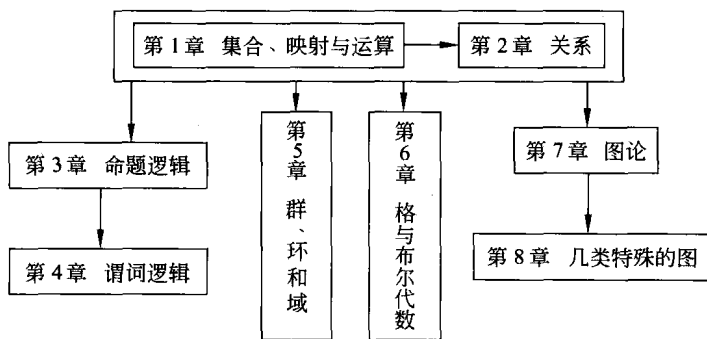 第1章 集合、映射与运算
第2章 关系
第3章 命题逻辑
第5章 群、环和域
第6章 格与布尔代数
第7章 图论
第4章 谓词逻辑
第8章 几类特殊的图